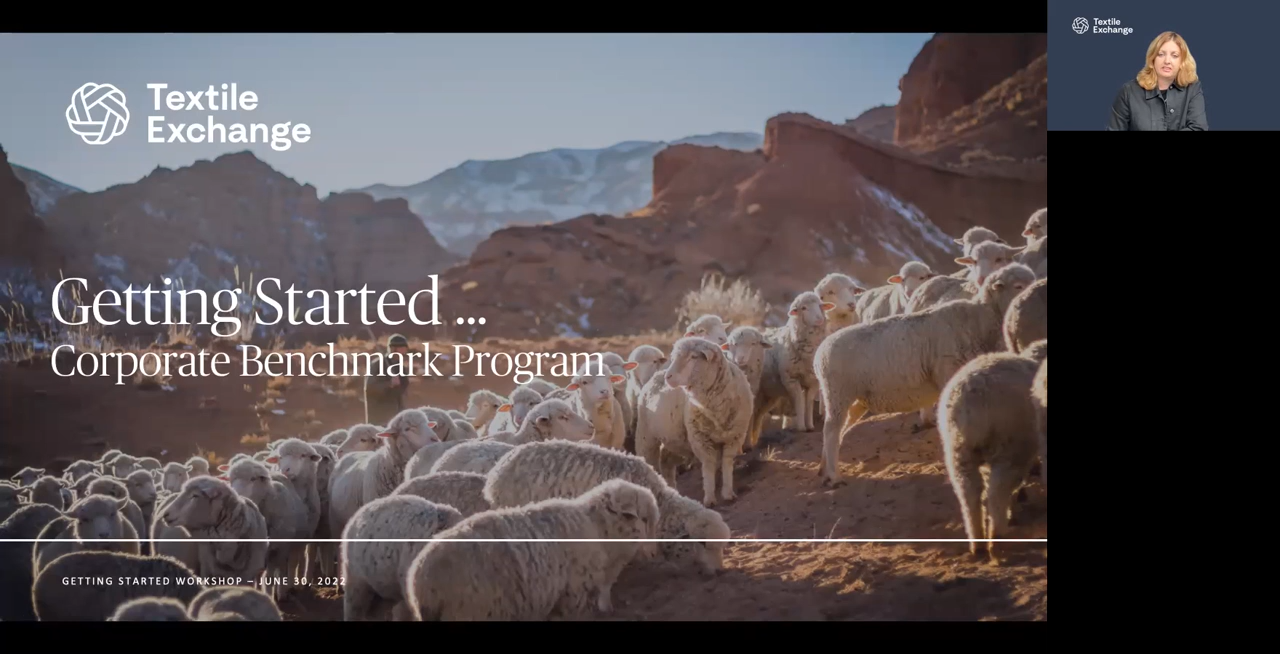 Textile
Exchange
Getting Started ...
Corporate Benchmark Program
GETTING STARTED WORKSHOP – JUNE 30, 2022
Textile
Exchange